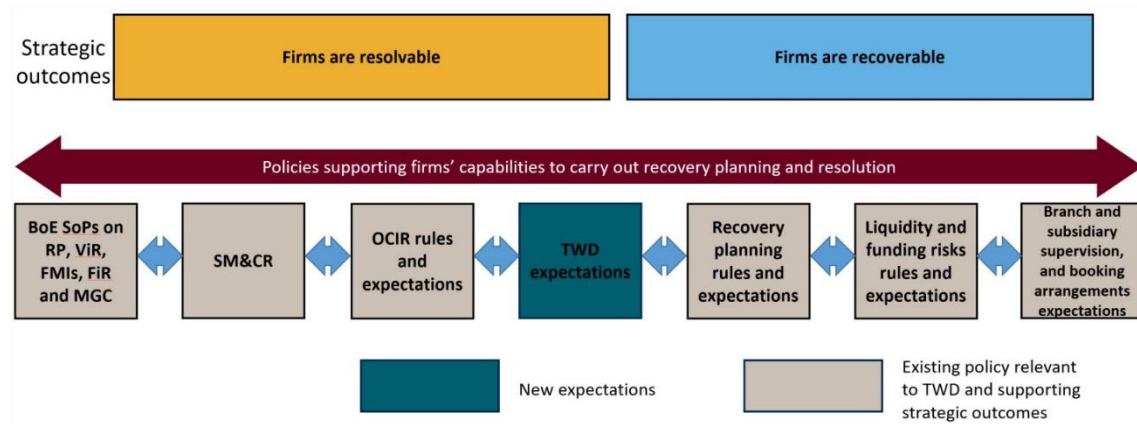 Strategic
outcomes
Firms are resolvable
Firms are recoverable
Policies supporting firms' capabilities to carry out recovery planning and resolution
BoE SoPs on
RP, ViR,
FMIs, FiR
and MGC
SM&CR
OCIR rules
and
expectations
TWD
expectations
Recovery
planning
rules and
expectations
Liquidity and
funding risks
rules and
expectations
Branch and
subsidiary
supervision,
and booking
arrangements
expectations
New expectations
Existing policy relevant
to TWD and supporting
strategic outcomes